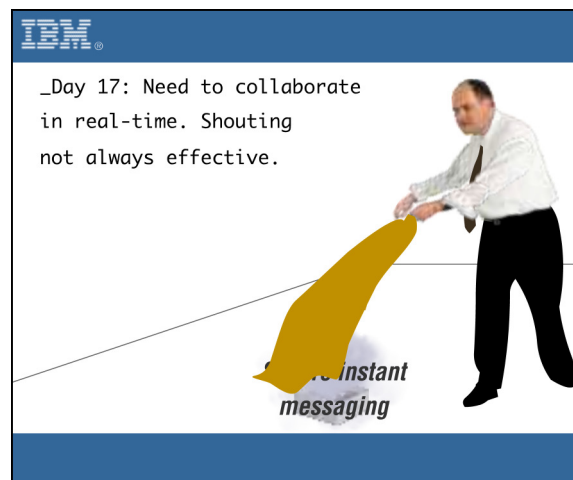 IBM®
_Day 17: Need to collaborate
in real-time. Shouting
not always effective.
instant
messaging